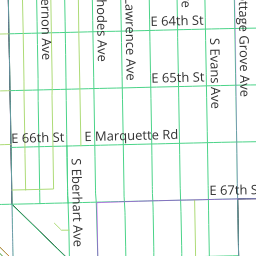 E 64th St
ernon Ave
hodes Ave
Lawrence Ave
e
S Evans Ave
ttage Grove Ave
E 65th St
E 66th St
E Marquette Rd
S Eberhart Ave
E 67th S